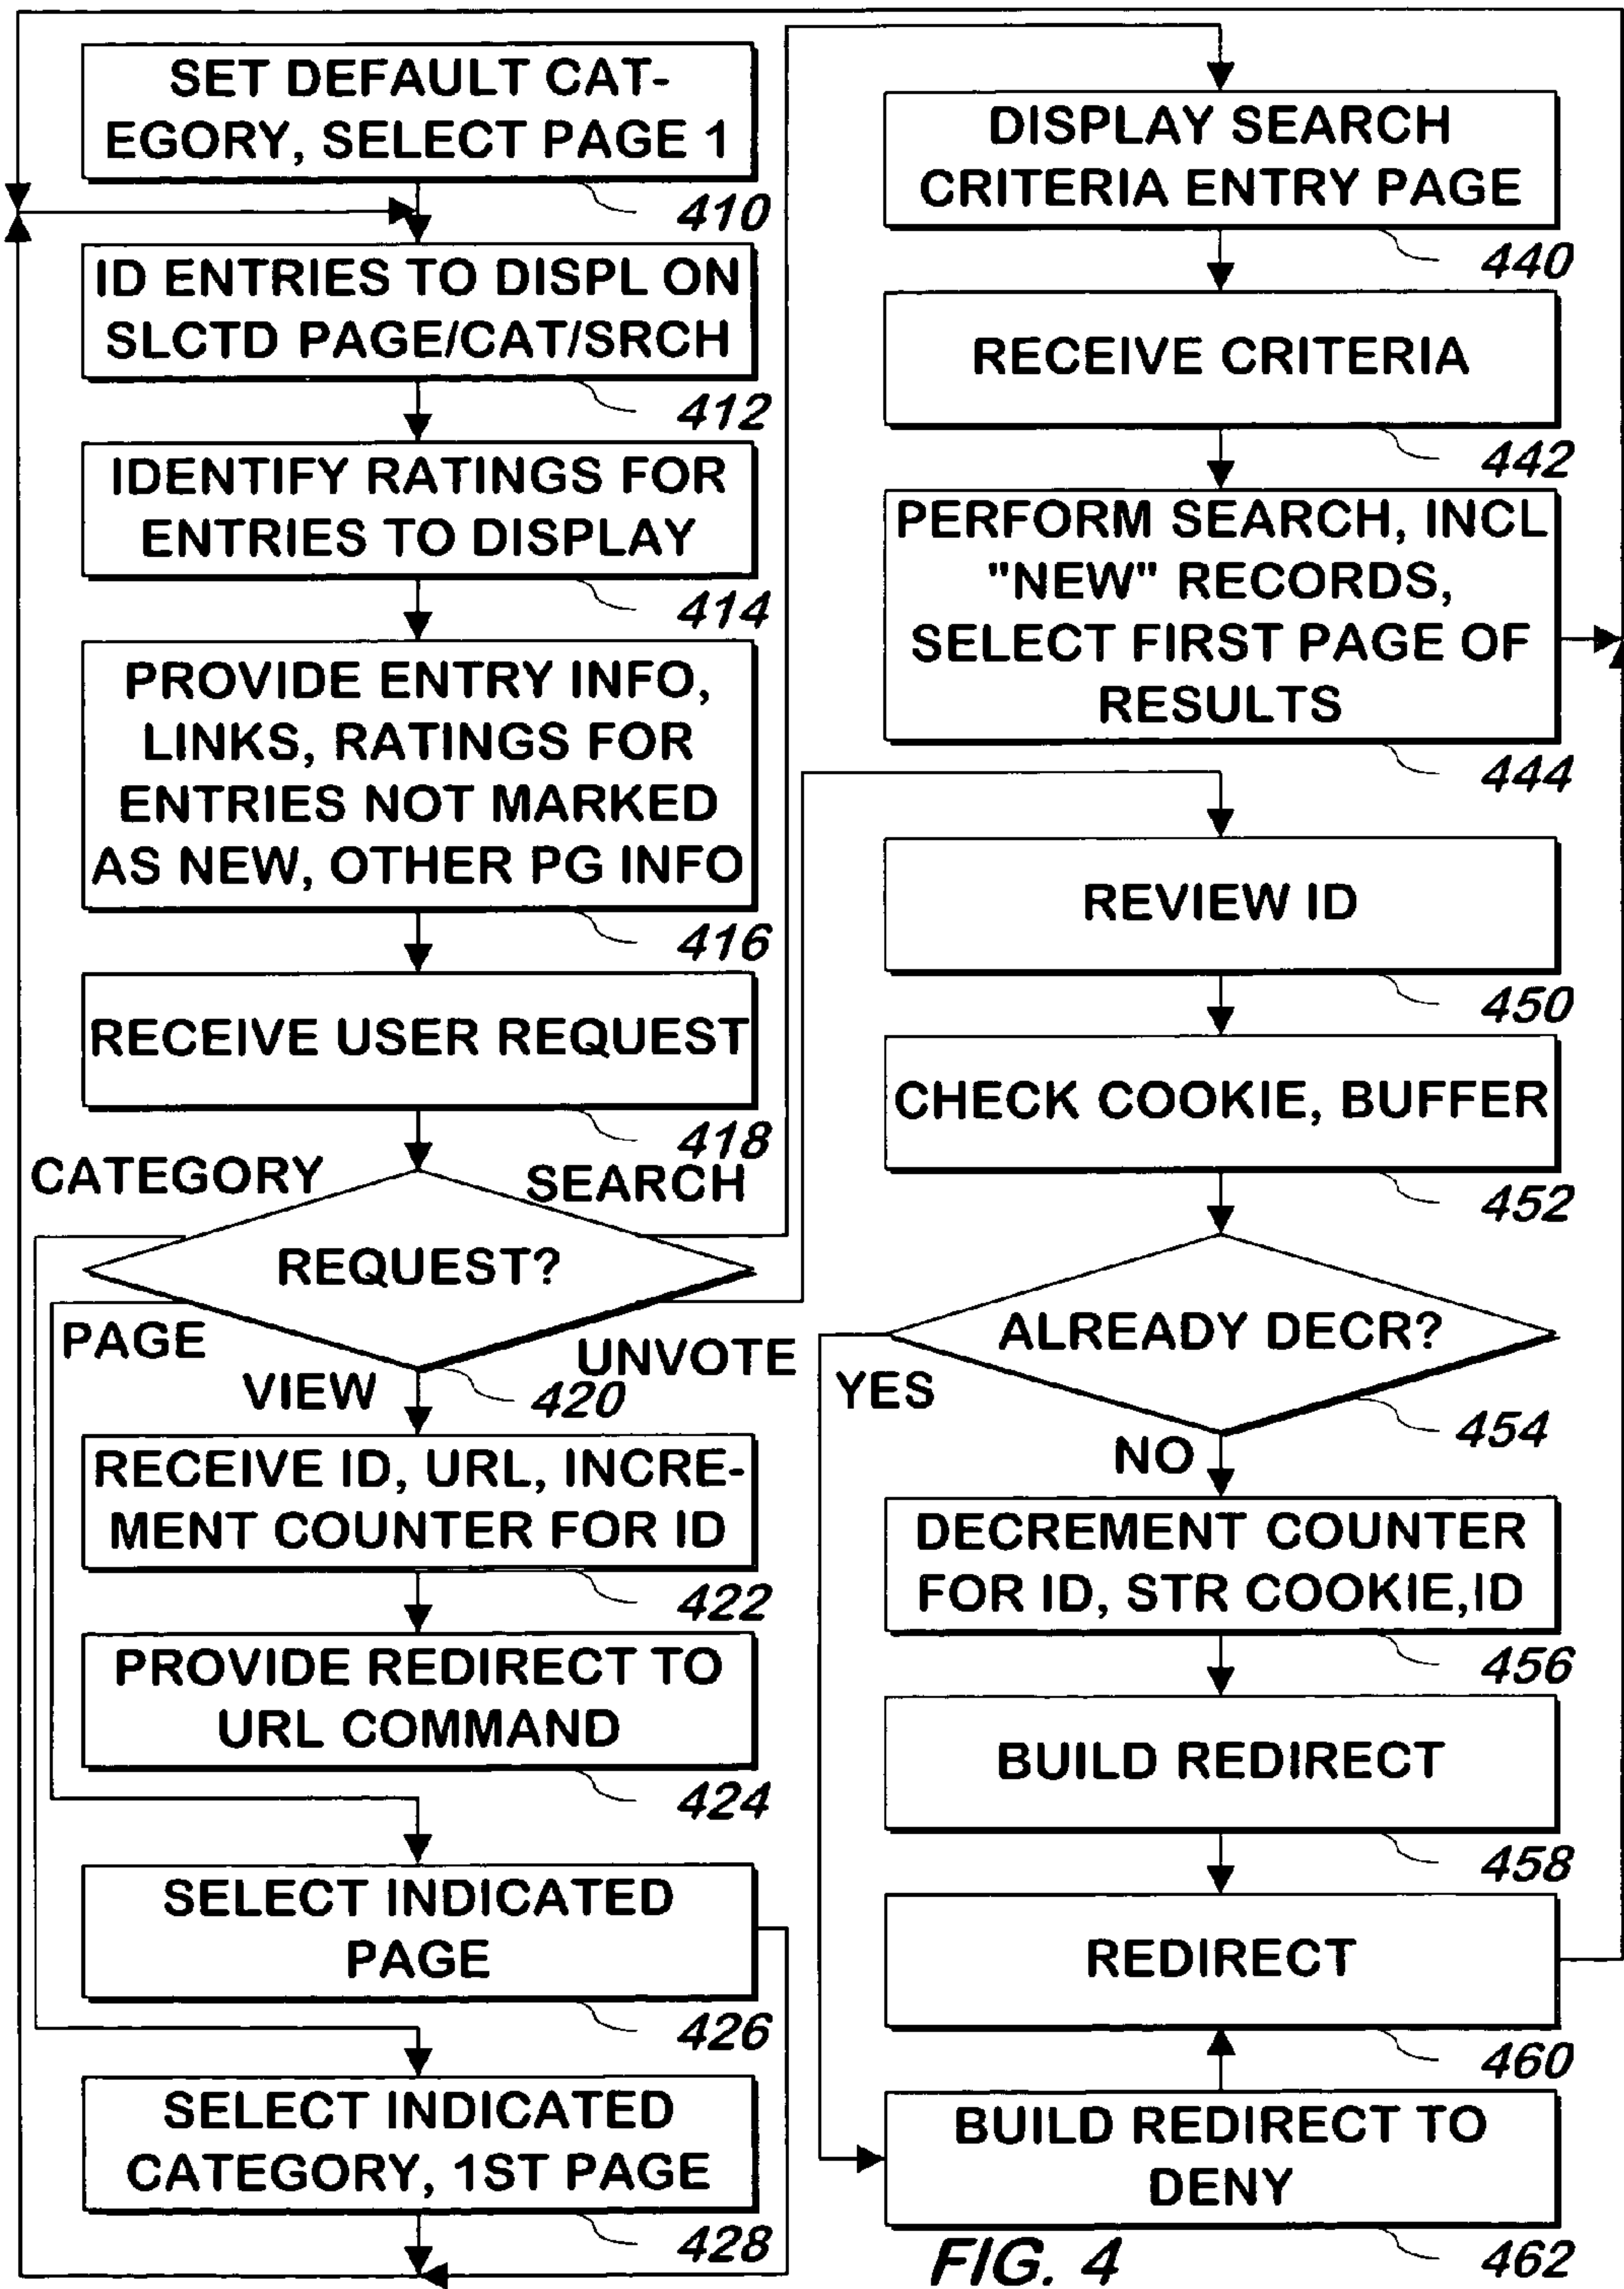 SET DEFAULT CAT-
EGORY, SELECT PAGE 1
410
ID ENTRIES TO DISPL ON
SLCTD PAGE/CAT/SRCH
412
IDENTIFY RATINGS FOR
ENTRIES TO DISPLAY
414
PROVIDE ENTRY INFO,
LINKS, RATINGS FOR
ENTRIES NOT MARKED
AS NEW, OTHER PG INFO
416
RECEIVE USER REQUEST
418
CATEGORY
SEARCH
REQUEST?
PAGE
UNVOTE
VIEW
420
RECEIVE ID, URL, INCRE-
MENT COUNTER FOR ID
422
PROVIDE REDIRECT TO
URL COMMAND
424
SELECT INDICATED
PAGE
426
SELECT INDICATED
CATEGORY, 1ST PAGE
428
DISPLAY SEARCH
CRITERIA ENTRY PAGE
440
RECEIVE CRITERIA
442
PERFORM SEARCH, INCL
"NEW" RECORDS,
SELECT FIRST PAGE OF
RESULTS
444
REVIEW ID
450
CHECK COOKIE, BUFFER
452
ALREADY DECR?
YES
454
NO
DECREMENT COUNTER
FOR ID, STR COOKIE,ID
456
BUILD REDIRECT
458
REDIRECT
460
BUILD REDIRECT TO
DENY
462
FIG. 4